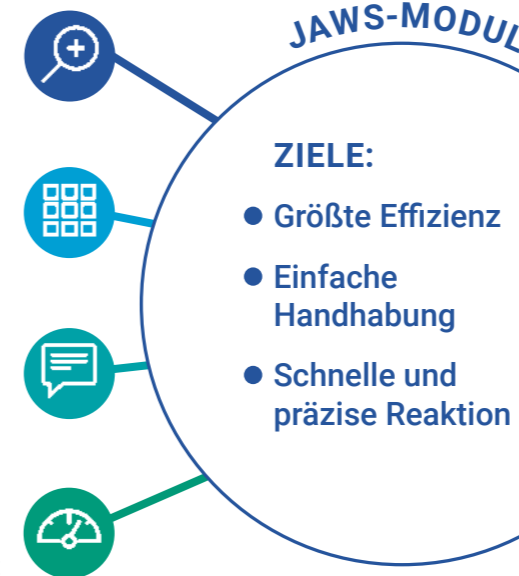 JAWS-MODUL
ZIELE:
Größte Effizienz
Einfache
Handhabung
Schnelle und
präzise Reaktion